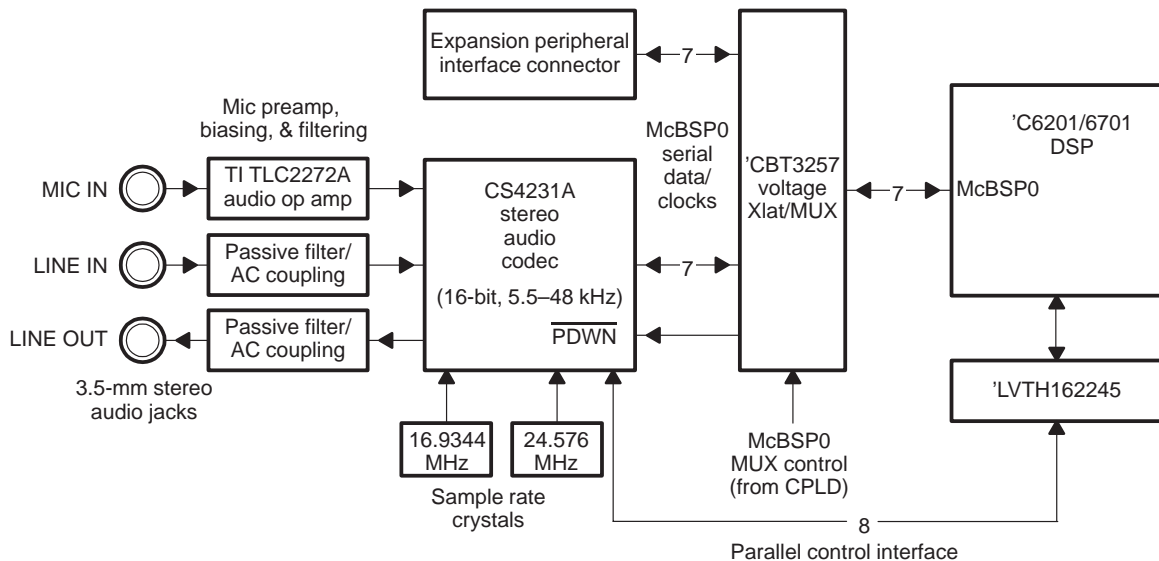 Expansion peripheral
interface connector
7
Mic preamp,
biasing, & filtering
McBSP0
serial
data/
clocks
'CBT3257
voltage
Xlat/MUX
'C6201/6701
DSP
McBSP0
7
MIC IN
TI TLC2272A
audio op amp
CS4231A
stereo
audio
codec
(16-bit, 5.5–48 kHz)
PDWN
7
LINE IN
Passive filter/
AC coupling
LINE OUT
Passive filter/
AC coupling
3.5-mm stereo
audio jacks
'LVTH162245
16.9344
MHz
24.576
MHz
Sample rate
crystals
McBSP0
MUX control
(from CPLD)
8
Parallel control interface